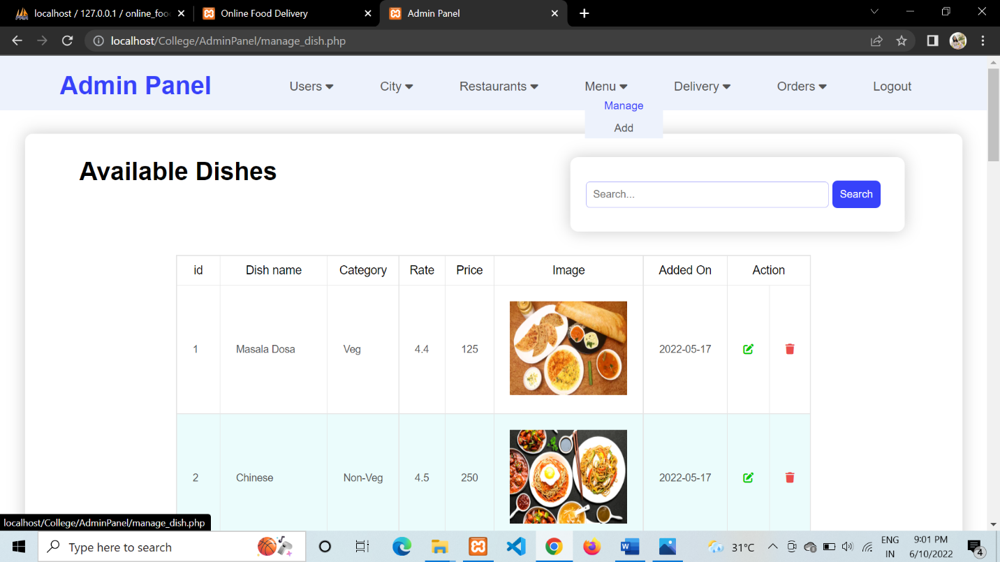 localhost / 127.0.0.1 / online_foo
Online Food Delivery
Admin Panel
localhost/College/AdminPanel/manage_dish.php
Admin Panel
Users
City
Restaurants
Menu
Delivery
Orders
Logout
Manage
Add
Available Dishes
Search...
Search
id Dish name Category Rate Price Image Added On Action
1 Masala Dosa Veg 4.4 125 2022-05-17
2 Chinese Non-Veg 4.5 250 2022-05-17
localhost/College/AdminPanel/manage_dish.php
Type here to search
31°C
ENG
IN
9:01 PM
6/10/2022
4